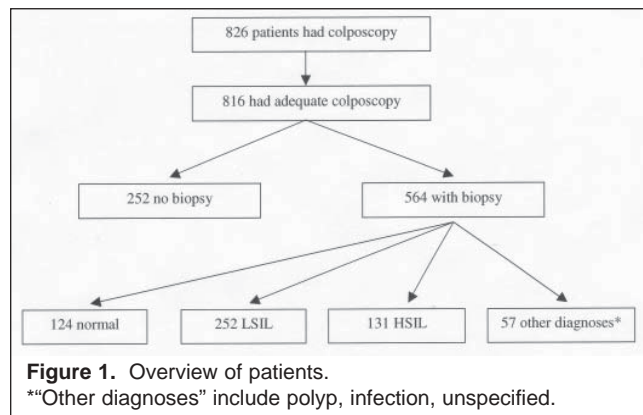 826 patients had colposcopy
816 had adequate colposcopy
252 no biopsy
564 with biopsy
124 normal
252 LSIL
131 HSIL
57 other diagnoses*
Figure 1. Overview of patients.
*“Other diagnoses” include polyp, infection, unspecified.